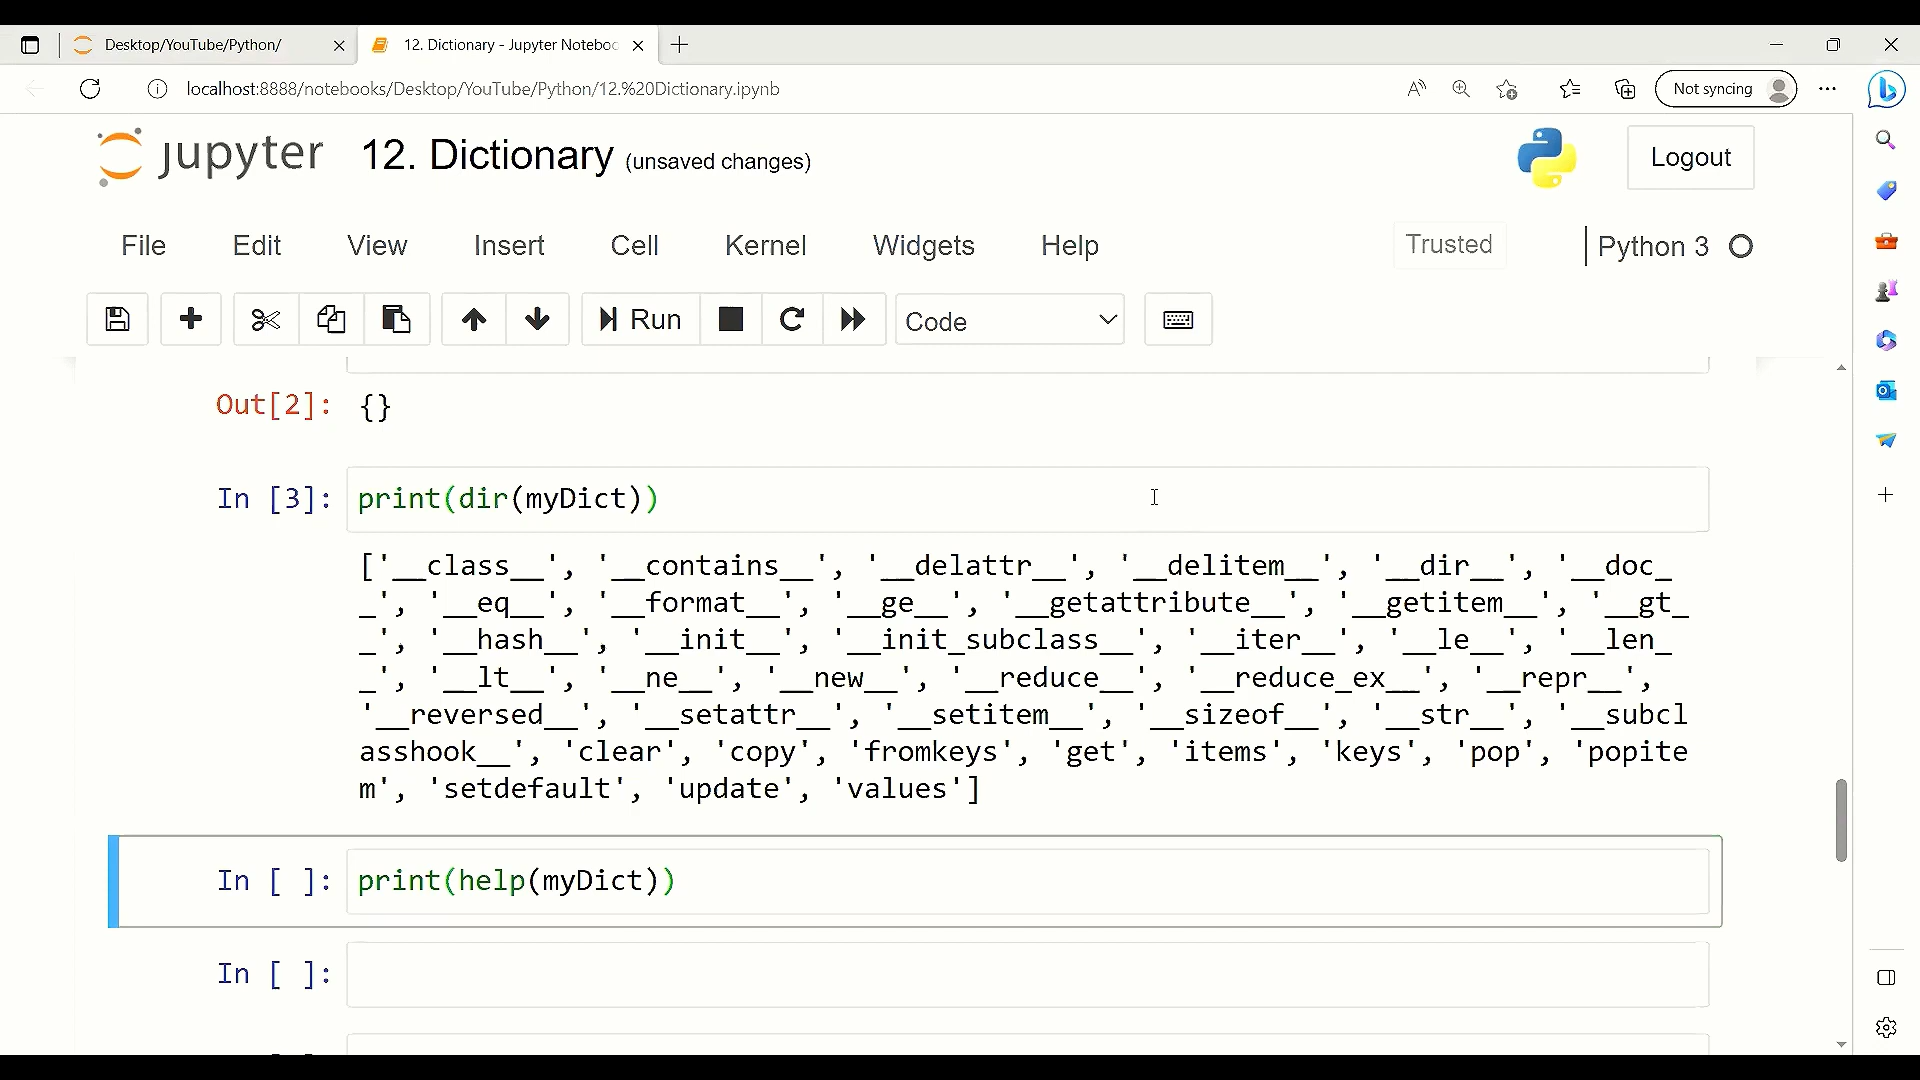 Desktop/YouTube/Python/
12. Dictionary - Jupyter Noteboo
localhost:8888/notebooks/Desktop/YouTube/Python/12.%20Dictionary.ipynb
Not syncing
jupyter 12. Dictionary (unsaved changes)
Logout
File Edit View Insert Cell Kernel Widgets Help
Trusted
Python 3
Run
Code
Out[2]: {}
In [3]: print(dir(myDict))
['__class__', '__contains__', '__delattr__', '__delitem__', '__dir__', '__doc_
_', '__eq__', '__format__', '__ge__', '__getattribute__', '__getitem__', '__gt_
_', '__hash__', '__init__', '__init_subclass__', '__iter__', '__le__', '__len_
_', '__lt__', '__ne__', '__new__', '__reduce__', '__reduce_ex__', '__repr__',
'__reversed__', '__setattr__', '__setitem__', '__sizeof__', '__str__', '__subcl
asshook__', 'clear', 'copy', 'fromkeys', 'get', 'items', 'keys', 'pop', 'popite
m', 'setdefault', 'update', 'values']
In [ ]: print(help(myDict))
In [ ]: